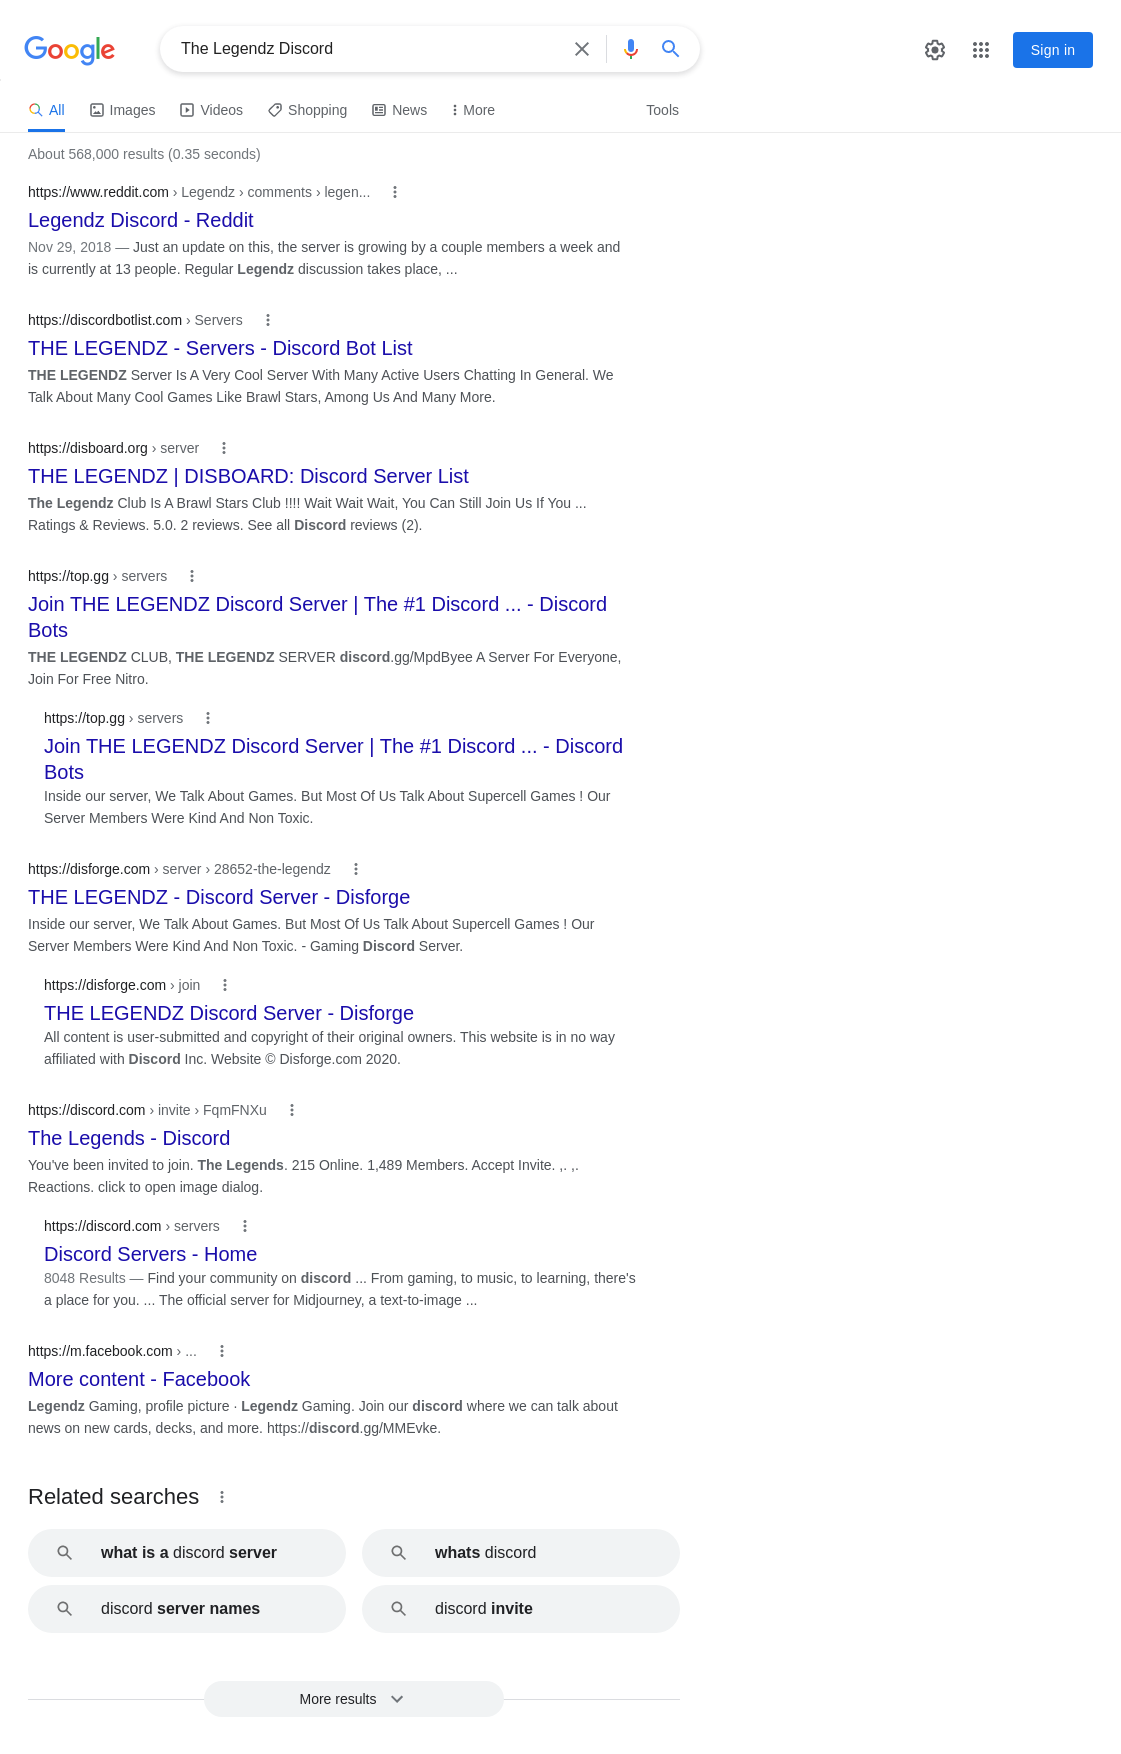 Google
The Legendz Discord
Sign in
All
Images
Videos
Shopping
News
More
Tools
About 568,000 results (0.35 seconds)
https://www.reddit.com › Legendz › comments › legen...
Legendz Discord - Reddit
Nov 29, 2018 — Just an update on this, the server is growing by a couple members a week and
is currently at 13 people. Regular Legendz discussion takes place, ...
https://discordbotlist.com › Servers
THE LEGENDZ - Servers - Discord Bot List
THE LEGENDZ Server Is A Very Cool Server With Many Active Users Chatting In General. We
Talk About Many Cool Games Like Brawl Stars, Among Us And Many More.
https://disboard.org › server
THE LEGENDZ | DISBOARD: Discord Server List
The Legendz Club Is A Brawl Stars Club !!!! Wait Wait Wait, You Can Still Join Us If You ...
Ratings & Reviews. 5.0. 2 reviews. See all Discord reviews (2).
https://top.gg › servers
Join THE LEGENDZ Discord Server | The #1 Discord ... - Discord
Bots
THE LEGENDZ CLUB, THE LEGENDZ SERVER discord.gg/MpdByee A Server For Everyone,
Join For Free Nitro.
https://top.gg › servers
Join THE LEGENDZ Discord Server | The #1 Discord ... - Discord
Bots
Inside our server, We Talk About Games. But Most Of Us Talk About Supercell Games ! Our
Server Members Were Kind And Non Toxic.
https://disforge.com › server › 28652-the-legendz
THE LEGENDZ - Discord Server - Disforge
Inside our server, We Talk About Games. But Most Of Us Talk About Supercell Games ! Our
Server Members Were Kind And Non Toxic. - Gaming Discord Server.
https://disforge.com › join
THE LEGENDZ Discord Server - Disforge
All content is user-submitted and copyright of their original owners. This website is in no way
affiliated with Discord Inc. Website © Disforge.com 2020.
https://discord.com › invite › FqmFNXu
The Legends - Discord
You've been invited to join. The Legends. 215 Online. 1,489 Members. Accept Invite. ,. ,.
Reactions. click to open image dialog.
https://discord.com › servers
Discord Servers - Home
8048 Results — Find your community on discord ... From gaming, to music, to learning, there's
a place for you. ... The official server for Midjourney, a text-to-image ...
https://m.facebook.com › ...
More content - Facebook
Legendz Gaming, profile picture · Legendz Gaming. Join our discord where we can talk about
news on new cards, decks, and more. https://discord.gg/MMEvke.
Related searches
what is a discord server
whats discord
discord server names
discord invite
More results